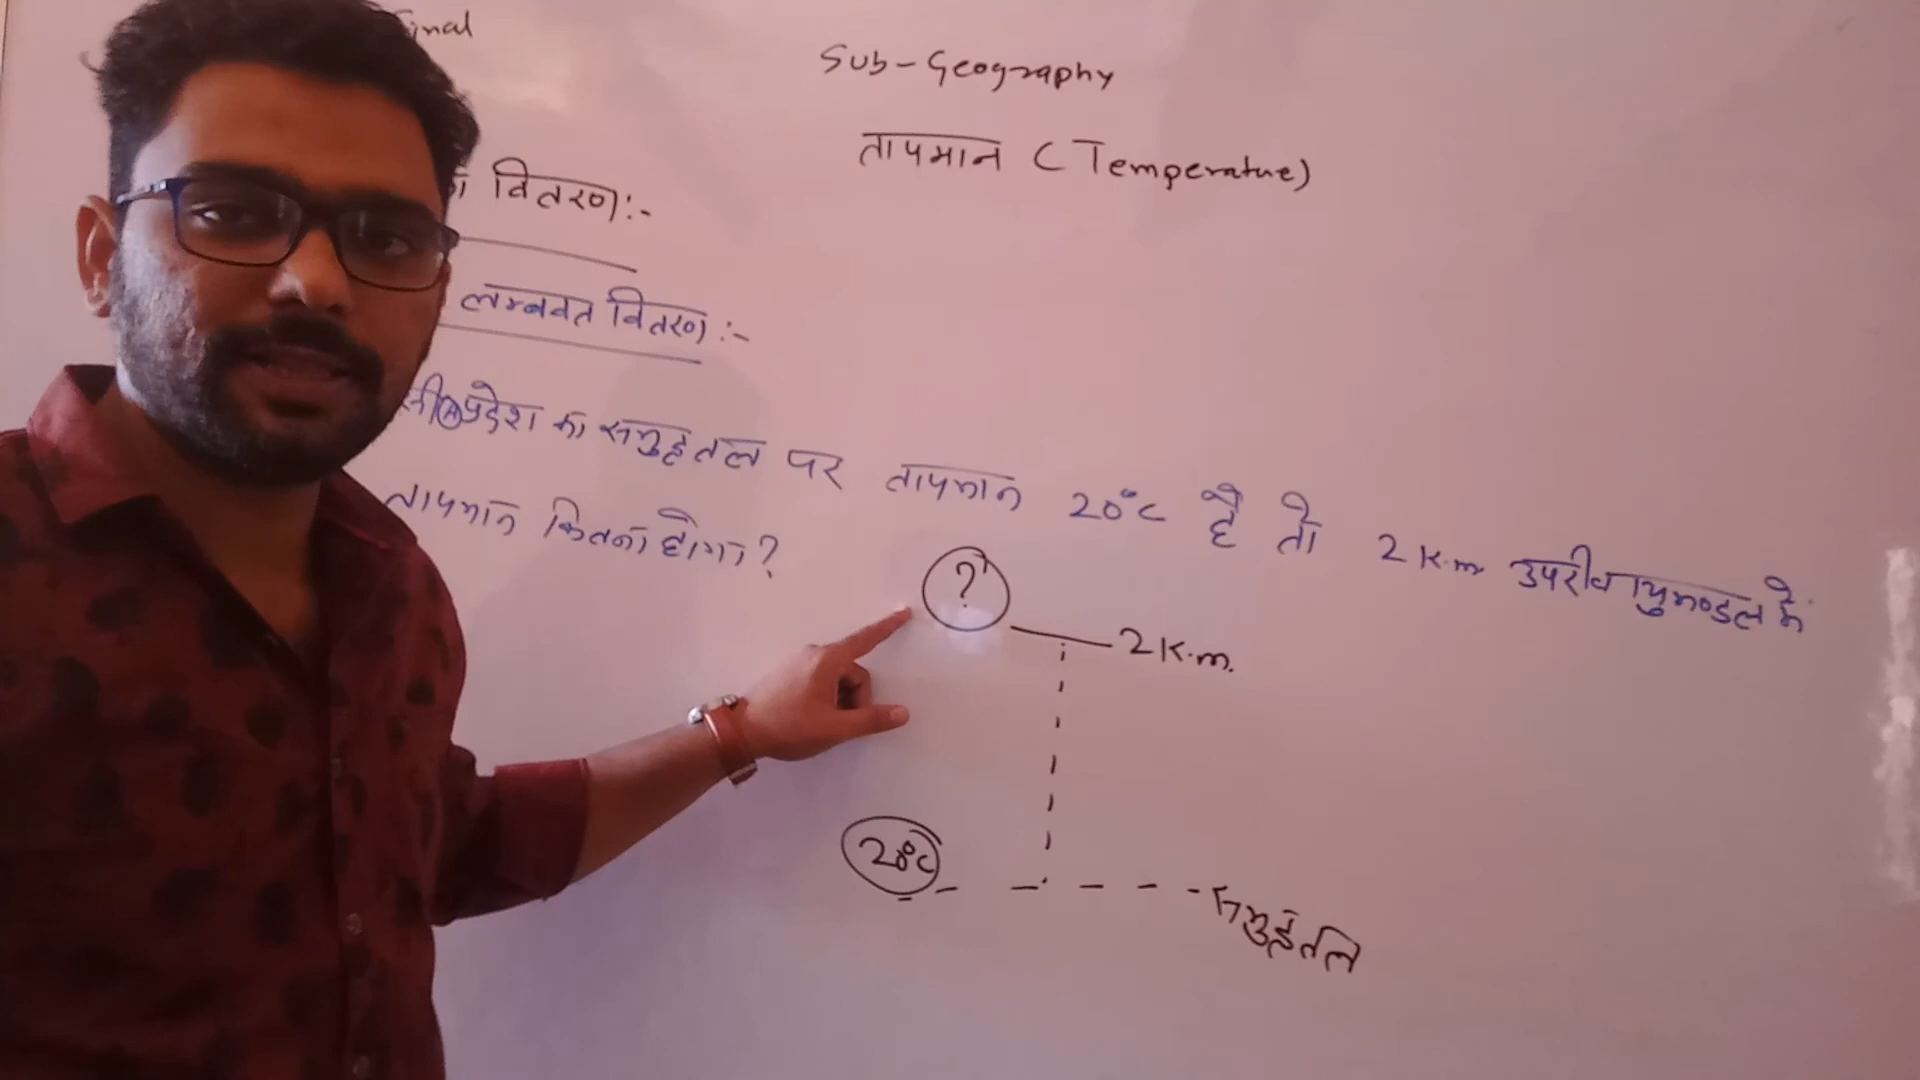 Sub-Geography
तापमान (Temperature)
वितरण:-
लम्बवत वितरण:-
प्रदेश का समुद्रतल पर तापमान 20°C है तो 2 K.m. उपरी वायुमण्डल में
तापमान कितना होगा?
?
2 K.m.
20°C
समुद्रतल